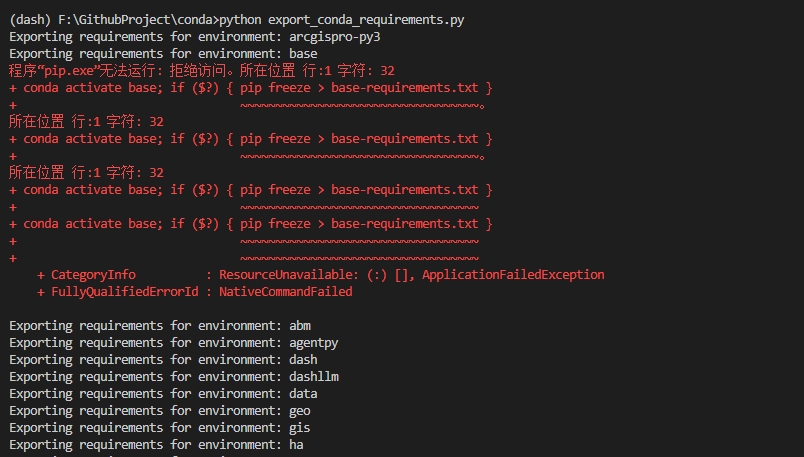 (dash) F:\GithubProject\conda>python export_conda_requirements.py
Exporting requirements for environment: arcgispro-py3
Exporting requirements for environment: base
程序“pip.exe”无法运行: 拒绝访问。所在位置 行:1 字符: 32
+ conda activate base; if ($?) { pip freeze > base-requirements.txt }
+                                ~~~~~~~~~~~~~~~~~~~~~~~~~~~~~~~~~~。
所在位置 行:1 字符: 32
+ conda activate base; if ($?) { pip freeze > base-requirements.txt }
+                                ~~~~~~~~~~~~~~~~~~~~~~~~~~~~~~~~~~。
所在位置 行:1 字符: 32
+ conda activate base; if ($?) { pip freeze > base-requirements.txt }
+                                ~~~~~~~~~~~~~~~~~~~~~~~~~~~~~~~~~~
+ conda activate base; if ($?) { pip freeze > base-requirements.txt }
+                                ~~~~~~~~~~~~~~~~~~~~~~~~~~~~~~~~~~
+                                ~~~~~~~~~~~~~~~~~~~~~~~~~~~~~~~~~~
    + CategoryInfo          : ResourceUnavailable: (:) [], ApplicationFailedException
    + FullyQualifiedErrorId : NativeCommandFailed
Exporting requirements for environment: abm
Exporting requirements for environment: agentpy
Exporting requirements for environment: dash
Exporting requirements for environment: dashllm
Exporting requirements for environment: data
Exporting requirements for environment: geo
Exporting requirements for environment: gis
Exporting requirements for environment: ha